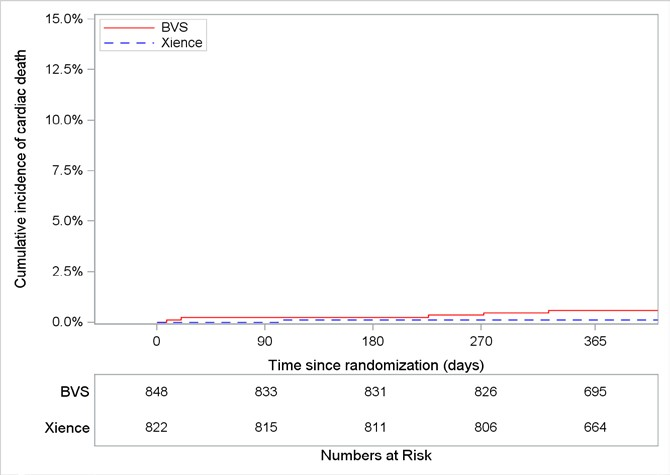 15.0%
BVS
Xience
12.5%
10.0%
7.5%
5.0%
2.5%
0.0%
Cumulative incidence of cardiac death
0 90 180 270 365
Time since randomization (days)
BVS 848 833 831 826 695
Xience 822 815 811 806 664
Numbers at Risk